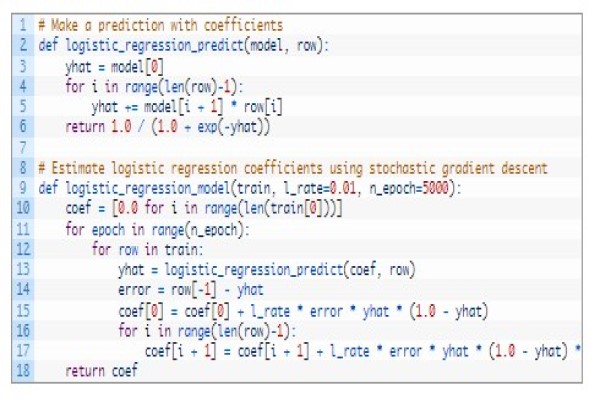 1 # Make a prediction with coefficients
2 def logistic_regression_predict(model, row):
3 yhat = model[0]
4 for i in range(len(row)-1):
5 yhat += model[i + 1] * row[i]
6 return 1.0 / (1.0 + exp(-yhat))
7
8 # Estimate logistic regression coefficients using stochastic gradient descent
9 def logistic_regression_model(train, l_rate=0.01, n_epoch=5000):
10 coef = [0.0 for i in range(len(train[0]))]
11 for epoch in range(n_epoch):
12 for row in train:
13 yhat = logistic_regression_predict(coef, row)
14 error = row[-1] - yhat
15 coef[0] = coef[0] + l_rate * error * yhat * (1.0 - yhat)
16 for i in range(len(row)-1):
17 coef[i + 1] = coef[i + 1] + l_rate * error * yhat * (1.0 - yhat) *
18 return coef